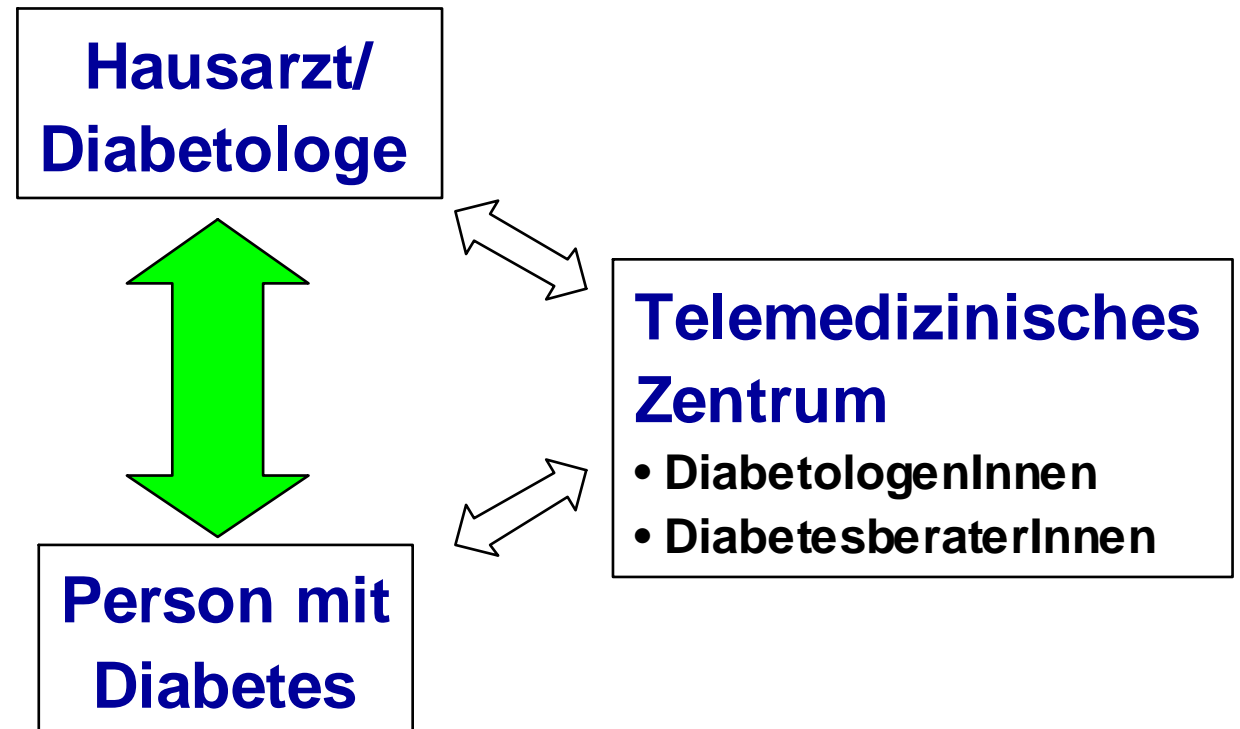 Hausarzt/
Diabetologe
Telemedizinisches
Zentrum
• DiabetologenInnen
• DiabetesberaterInnen
Person mit
Diabetes